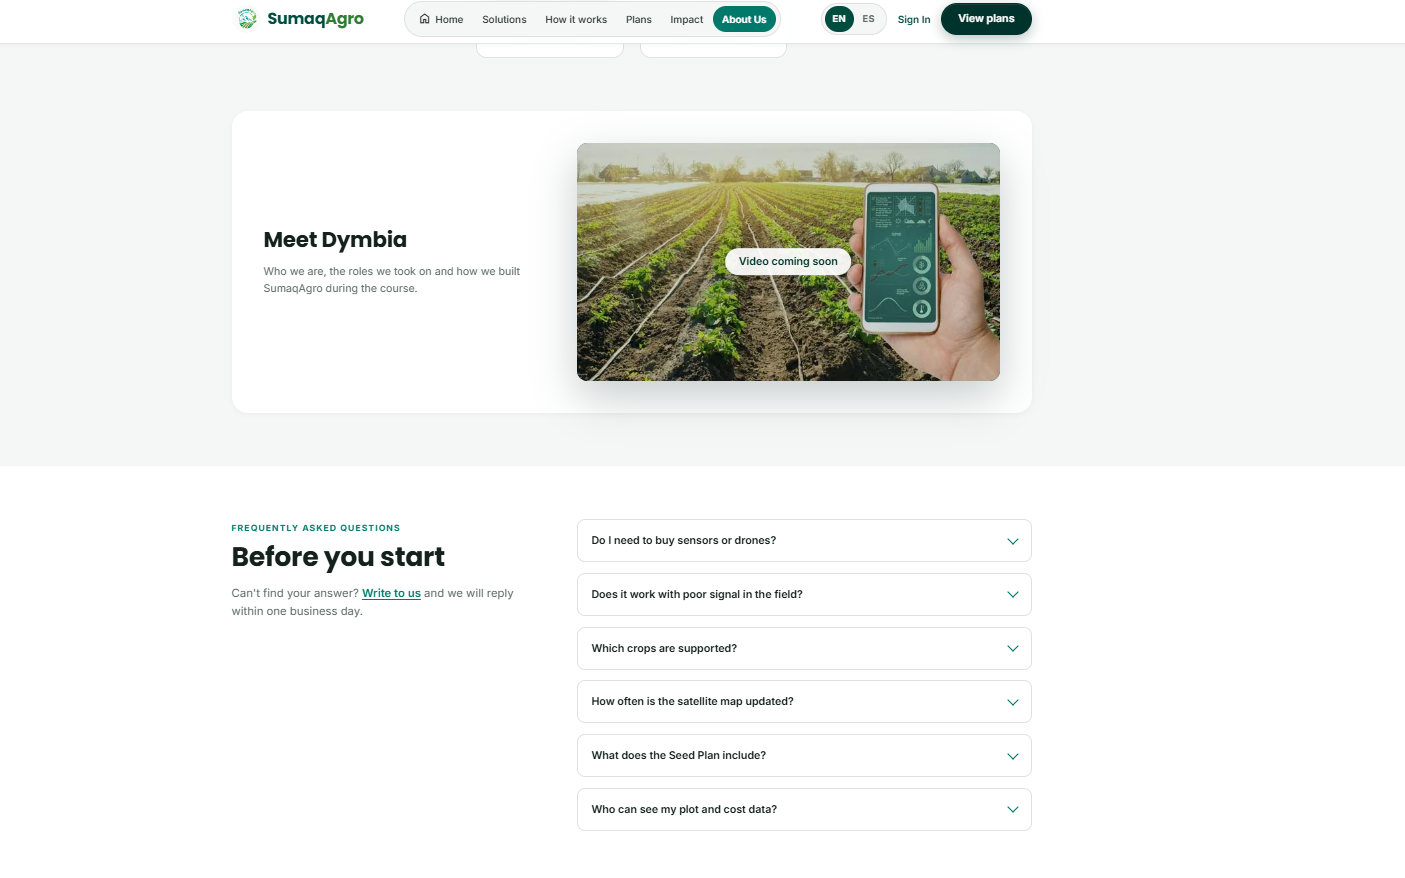 SumaqAgro
Home
Solutions
How it works
Plans
Impact
About Us
EN
ES
Sign In
View plans
Meet Dymbia
Who we are, the roles we took on and how we built
SumaqAgro during the course.
Video coming soon
FREQUENTLY ASKED QUESTIONS
Before you start
Can't find your answer? Write to us and we will reply
within one business day.
Do I need to buy sensors or drones?
Does it work with poor signal in the field?
Which crops are supported?
How often is the satellite map updated?
What does the Seed Plan include?
Who can see my plot and cost data?